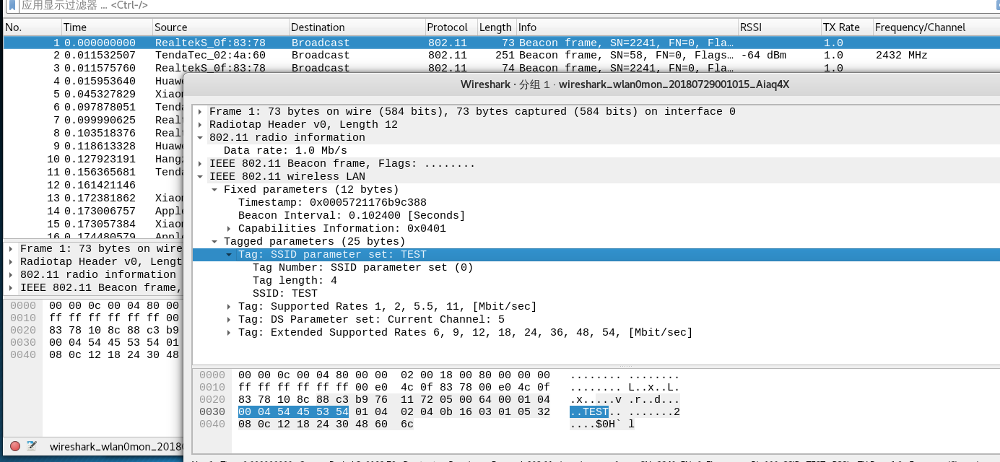 应用显示过滤器 ... <Ctrl-/>
No. Time Source Destination Protocol Length Info RSSI TX Rate Frequency/Channel
1 0.000000000 RealtekS_0f:83:78 Broadcast 802.11 73 Beacon frame, SN=2241, FN=0, Fla... 1.0
2 0.011532507 TendaTec_02:4a:60 Broadcast 802.11 251 Beacon frame, SN=58, FN=0, Flags... -64 dBm 1.0 2432 MHz
3 0.011575760 RealtekS_0f:83:78 Broadcast 802.11 74 Beacon frame, SN=2241, FN=0, Fla... 1.0
4 0.015953640 Huawe
5 0.045327829 Xiaon
6 0.097878051 Tenda
7 0.099990625 Realt
8 0.103518376 Realt
9 0.118613328 Huawe
10 0.127923191 Hangz
11 0.156365681 Tenda
12 0.161421146
13 0.172381862 Xiaom
14 0.173006757 Apple
15 0.173057384 Xiaom
16 0.174480579 Apple
Frame 1: 73 bytes on wire
Radiotap Header v0, Lengt
802.11 radio information
IEEE 802.11 Beacon frame,
0000 00 00 0c 00 04 80 00
0010 ff ff ff ff ff ff 00
0020 83 78 10 8c 88 c3 b9
0030 00 04 54 45 53 54 01
0040 08 0c 12 18 24 30 48
wireshark_wlan0mon_20180
Wireshark · 分组 1 · wireshark_wlan0mon_20180729001015_Aiaq4X
Frame 1: 73 bytes on wire (584 bits), 73 bytes captured (584 bits) on interface 0
Radiotap Header v0, Length 12
802.11 radio information
Data rate: 1.0 Mb/s
IEEE 802.11 Beacon frame, Flags: ........
IEEE 802.11 wireless LAN
Fixed parameters (12 bytes)
Timestamp: 0x0005721176b9c388
Beacon Interval: 0.102400 [Seconds]
Capabilities Information: 0x0401
Tagged parameters (25 bytes)
Tag: SSID parameter set: TEST
Tag Number: SSID parameter set (0)
Tag length: 4
SSID: TEST
Tag: Supported Rates 1, 2, 5.5, 11, [Mbit/sec]
Tag: DS Parameter set: Current Channel: 5
Tag: Extended Supported Rates 6, 9, 12, 18, 24, 36, 48, 54, [Mbit/sec]
0000 00 00 0c 00 04 80 00 00 02 00 18 00 80 00 00 00 ........ ........
0010 ff ff ff ff ff ff 00 e0 4c 0f 83 78 00 e0 4c 0f ........ L..x..L.
0020 83 78 10 8c 88 c3 b9 76 11 72 05 00 64 00 01 04 .x.....v .r..d...
0030 00 04 54 45 53 54 01 04 02 04 0b 16 03 01 05 32 ..TEST.. .......2
0040 08 0c 12 18 24 30 48 60 6c ....$0H` l